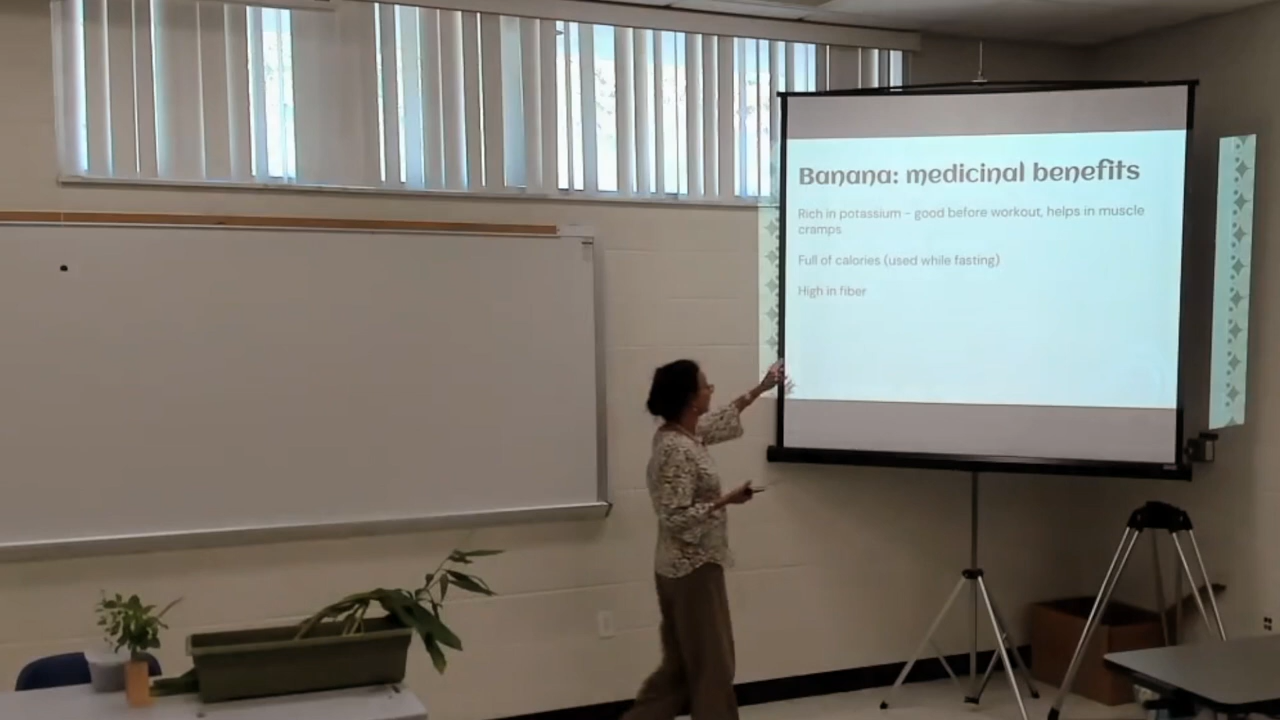 Banana: medicinal benefits
Rich in potassium - good before workout, helps in muscle
cramps
Full of calories (used while fasting)
High in fiber